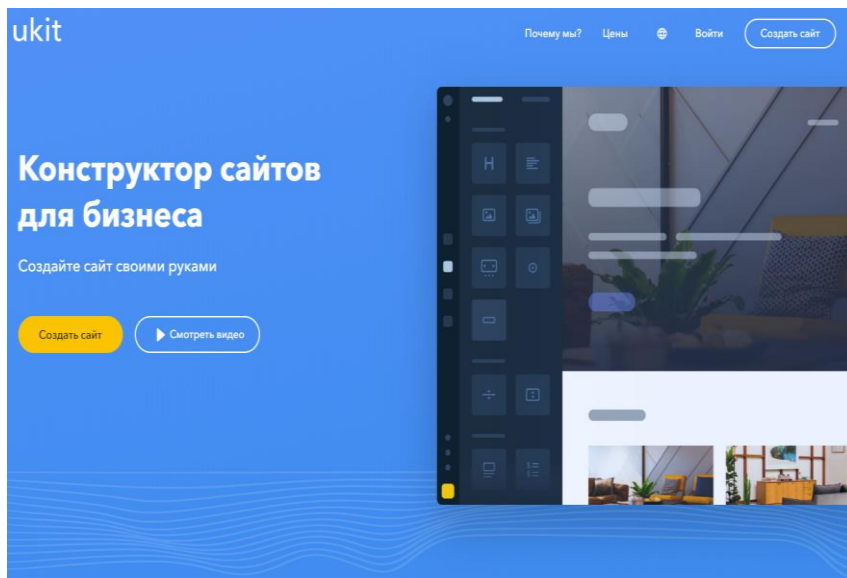 ukit
Почему мы? Цены Войти Создать сайт
Конструктор сайтов
для бизнеса
Создайте сайт своими руками
Создать сайт Смотреть видео
H